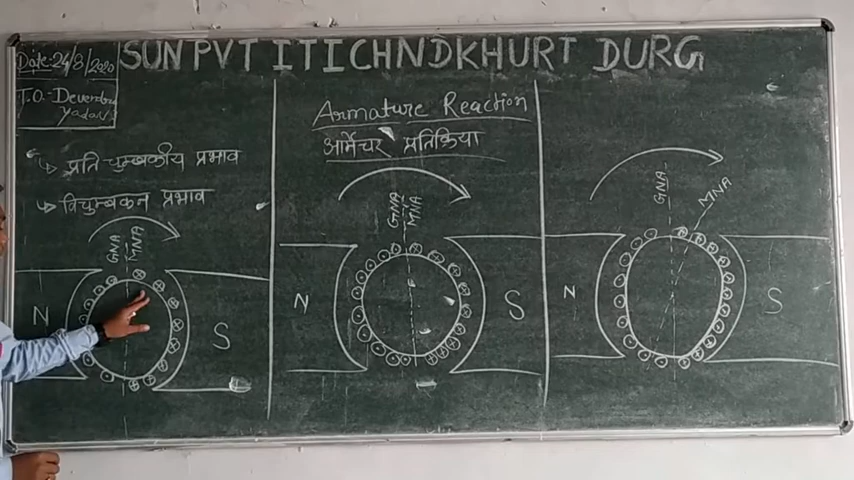 SUN PVT ITI CHNDKHURI DURG
Date:-24/8/2020
T.O.- Devendra
Yadav
Armature Reaction
आर्मेचर प्रतिक्रिया
प्रति चुम्बकीय प्रभाव
विचुम्बकन प्रभाव
GNA
MNA
N
S
GNA
MNA
N
S
GNA
MNA
N
S